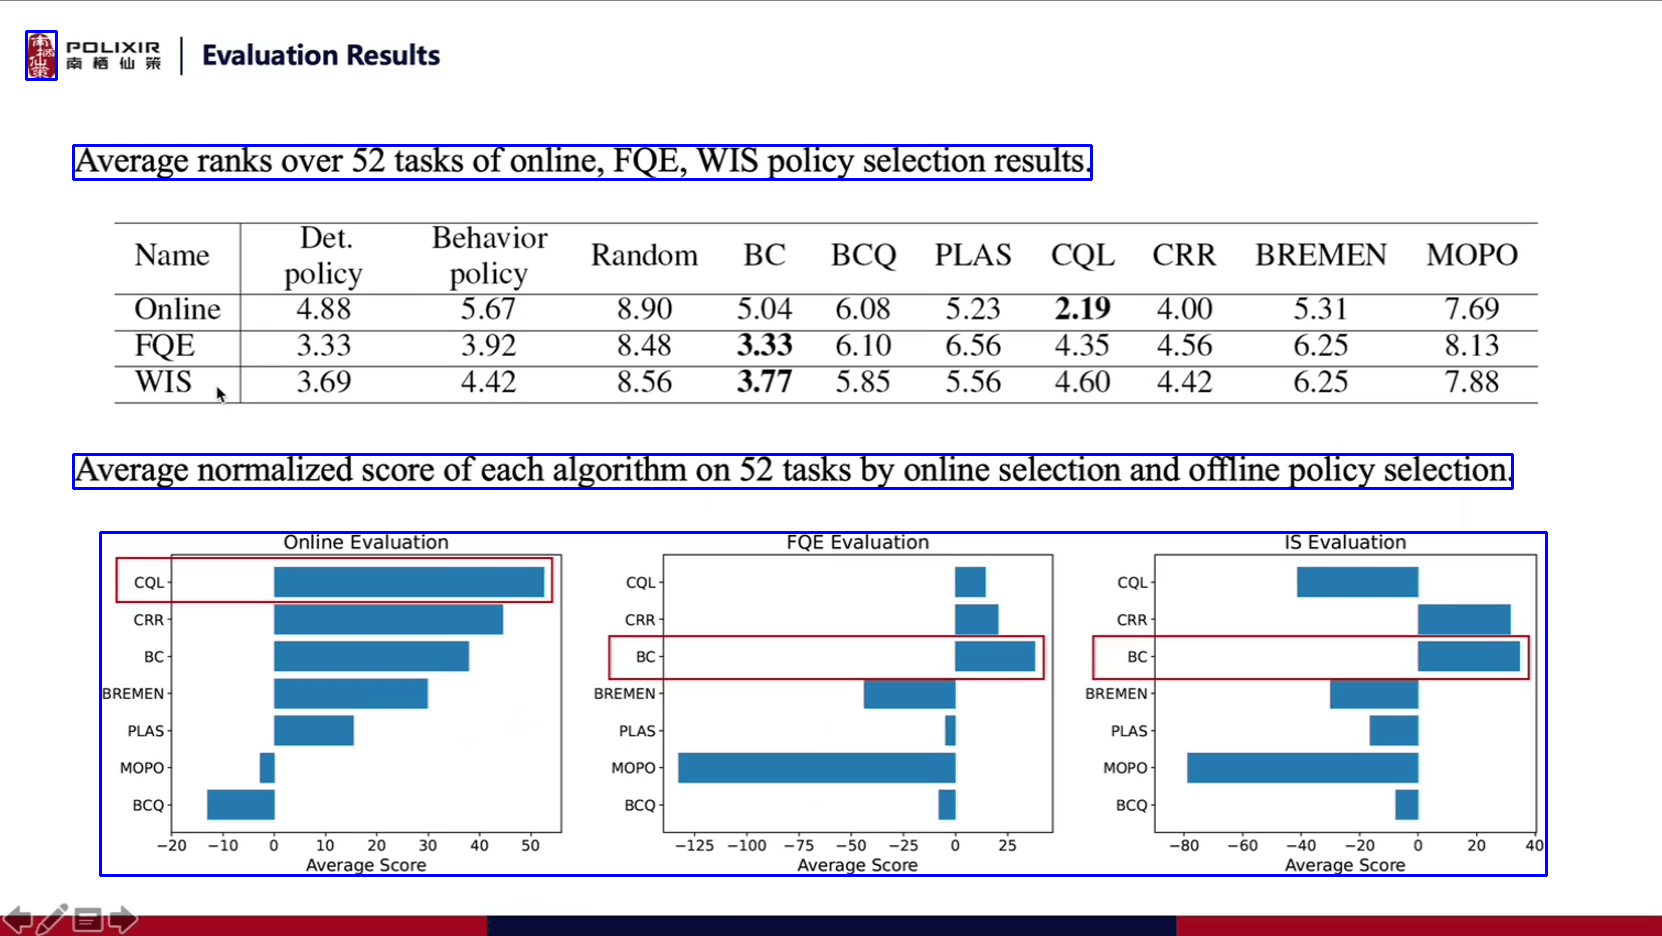 南栖仙策
POLIXIR
南栖仙策
Evaluation Results
Average ranks over 52 tasks of online, FQE, WIS policy selection results.
Name Det. policy Behavior policy Random BC BCQ PLAS CQL CRR BREMEN MOPO
Online 4.88 5.67 8.90 5.04 6.08 5.23 2.19 4.00 5.31 7.69
FQE 3.33 3.92 8.48 3.33 6.10 6.56 4.35 4.56 6.25 8.13
WIS 3.69 4.42 8.56 3.77 5.85 5.56 4.60 4.42 6.25 7.88
Average normalized score of each algorithm on 52 tasks by online selection and offline policy selection.
Online Evaluation
CQL
CRR
BC
BREMEN
PLAS
MOPO
BCQ
−20 −10 0 10 20 30 40 50
Average Score
FQE Evaluation
CQL
CRR
BC
BREMEN
PLAS
MOPO
BCQ
−125 −100 −75 −50 −25 0 25
Average Score
IS Evaluation
CQL
CRR
BC
BREMEN
PLAS
MOPO
BCQ
−80 −60 −40 −20 0 20 40
Average Score